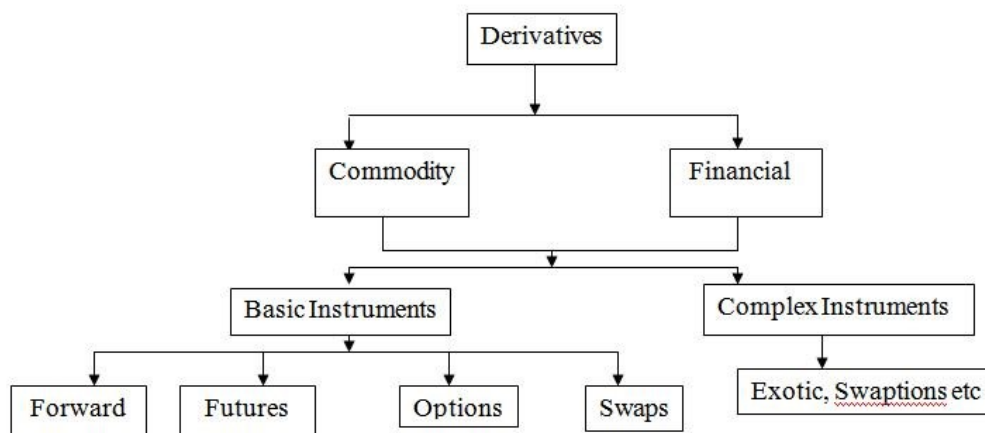 Derivatives
Commodity
Financial
Basic Instruments
Complex Instruments
Forward
Futures
Options
Swaps
Exotic, Swaptions etc